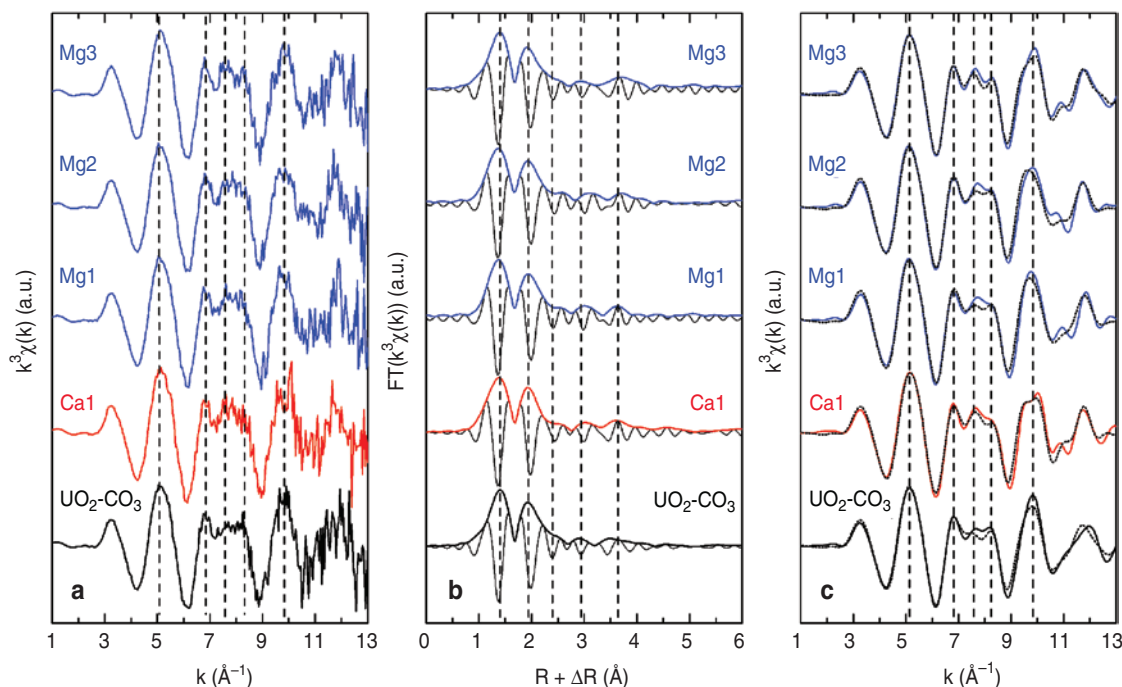 Mg3
Mg2
Mg1
Ca1
UO₂-CO₃
a
k³χ(k) (a.u.)
1 3 5 7 9 11 13
k (Å⁻¹)
Mg3
Mg2
Mg1
Ca1
UO₂-CO₃
b
FT(k³χ(k)) (a.u.)
0 1 2 3 4 5 6
R + ΔR (Å)
Mg3
Mg2
Mg1
Ca1
UO₂-CO₃
c
k³χ(k) (a.u.)
1 3 5 7 9 11 13
k (Å⁻¹)